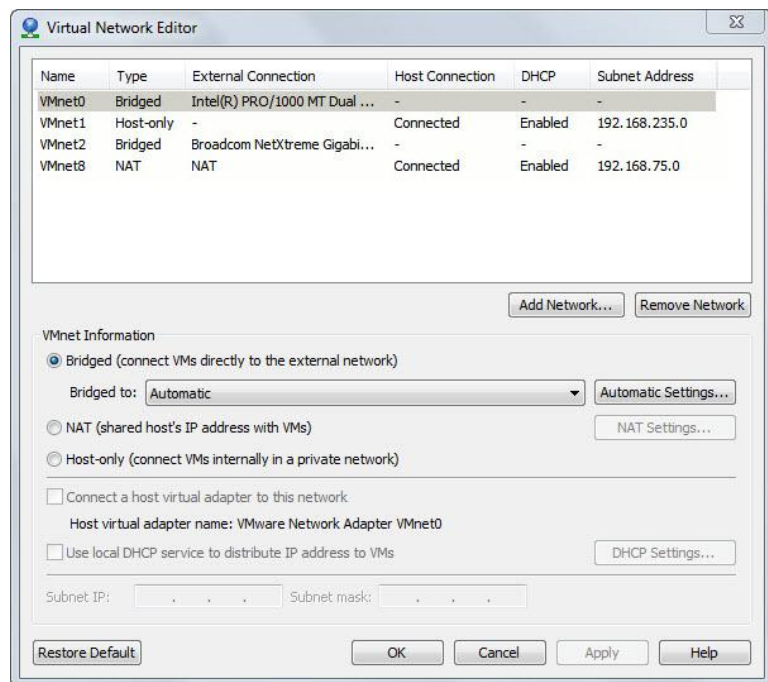 Virtual Network Editor
Name Type External Connection Host Connection DHCP Subnet Address
VMnet0 Bridged Intel(R) PRO/1000 MT Dual ... - - -
VMnet1 Host-only - Connected Enabled 192.168.235.0
VMnet2 Bridged Broadcom NetXtreme Gigabi... - - -
VMnet8 NAT NAT Connected Enabled 192.168.75.0
Add Network... Remove Network
VMnet Information
Bridged (connect VMs directly to the external network)
Bridged to: Automatic Automatic Settings...
NAT (shared host's IP address with VMs) NAT Settings...
Host-only (connect VMs internally in a private network)
Connect a host virtual adapter to this network
Host virtual adapter name: VMware Network Adapter VMnet0
Use local DHCP service to distribute IP address to VMs DHCP Settings...
Subnet IP: . . . Subnet mask: . . .
Restore Default OK Cancel Apply Help